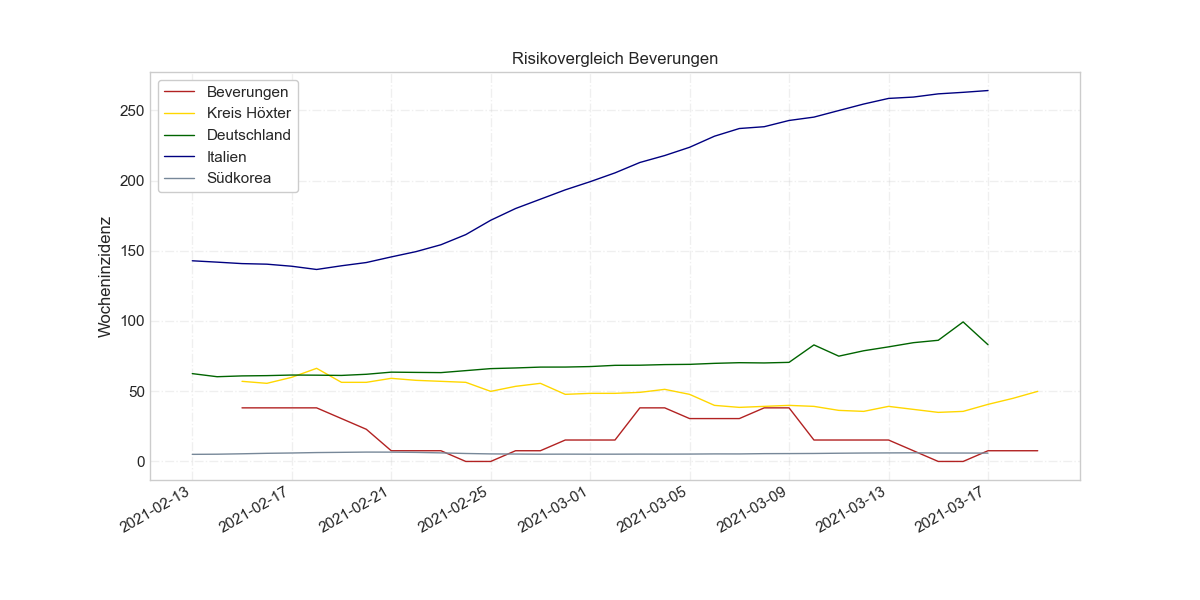 Risikovergleich Beverungen
Beverungen
Kreis Höxter
Deutschland
Italien
Südkorea
Wocheninzidenz
250
200
150
100
50
0
2021-02-13
2021-02-17
2021-02-21
2021-02-25
2021-03-01
2021-03-05
2021-03-09
2021-03-13
2021-03-17